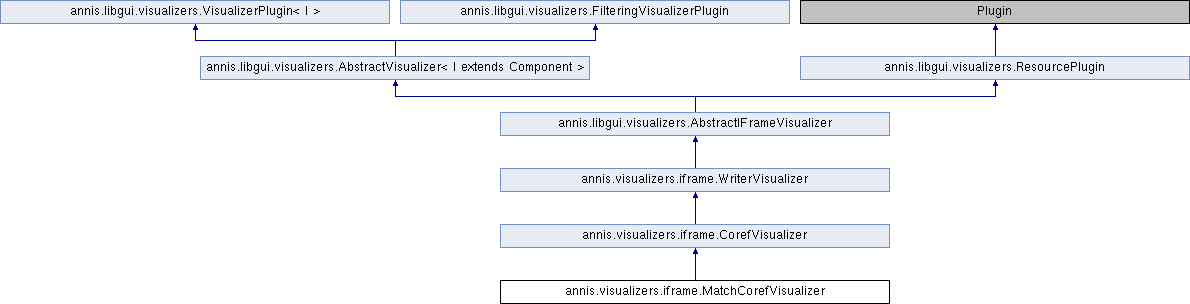 annis.libgui.visualizers.VisualizerPlugin< I >
annis.libgui.visualizers.FilteringVisualizerPlugin
Plugin
annis.libgui.visualizers.AbstractVisualizer< I extends Component >
annis.libgui.visualizers.ResourcePlugin
annis.libgui.visualizers.AbstractIFrameVisualizer
annis.visualizers.iframe.WriterVisualizer
annis.visualizers.iframe.CorefVisualizer
annis.visualizers.iframe.MatchCorefVisualizer